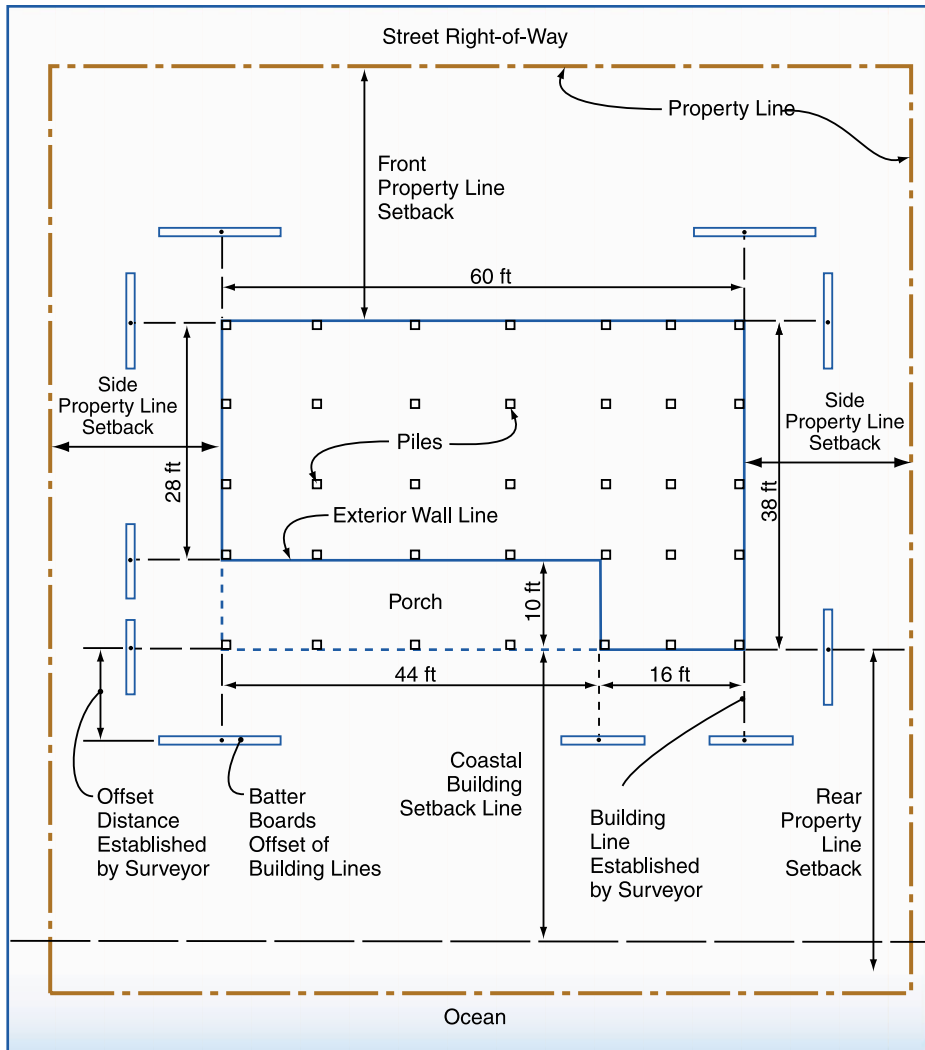 Street Right-of-Way
Property Line
Front
Property Line
Setback
60 ft
Side
Property Line
Setback
Side
Property Line
Setback
Piles
28 ft
38 ft
Exterior Wall Line
Porch
10 ft
44 ft
16 ft
Offset
Distance
Established
by Surveyor
Batter
Boards
Offset of
Building Lines
Coastal
Building
Setback Line
Building
Line
Established
by Surveyor
Rear
Property
Line
Setback
Ocean